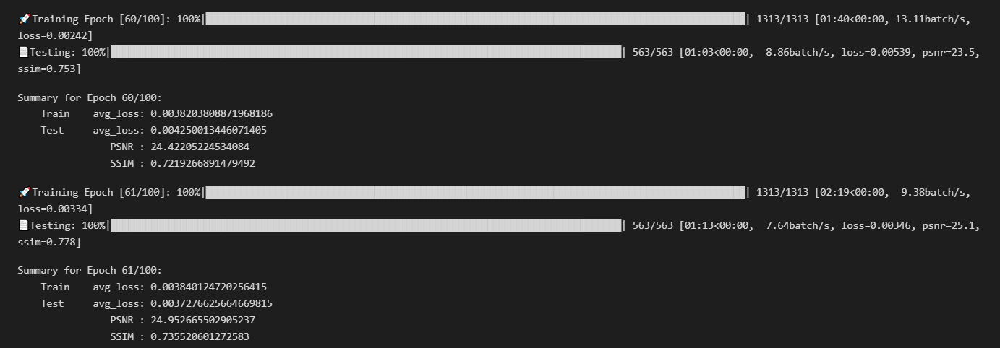 🚀Training Epoch [60/100]: 100%|██████████| 1313/1313 [01:40<00:00, 13.11batch/s,
loss=0.00242]
📄Testing: 100%|██████████| 563/563 [01:03<00:00,  8.86batch/s, loss=0.00539, psnr=23.5,
ssim=0.753]
Summary for Epoch 60/100:
    Train    avg_loss: 0.0038203808871968186
    Test     avg_loss: 0.004250013446071405
                PSNR : 24.42205224534084
                SSIM : 0.7219266891479492
🚀Training Epoch [61/100]: 100%|██████████| 1313/1313 [02:19<00:00,  9.38batch/s,
loss=0.00334]
📄Testing: 100%|██████████| 563/563 [01:13<00:00,  7.64batch/s, loss=0.00346, psnr=25.1,
ssim=0.778]
Summary for Epoch 61/100:
    Train    avg_loss: 0.003840124720256415
    Test     avg_loss: 0.0037276625664669815
                PSNR : 24.952665502905237
                SSIM : 0.735520601272583